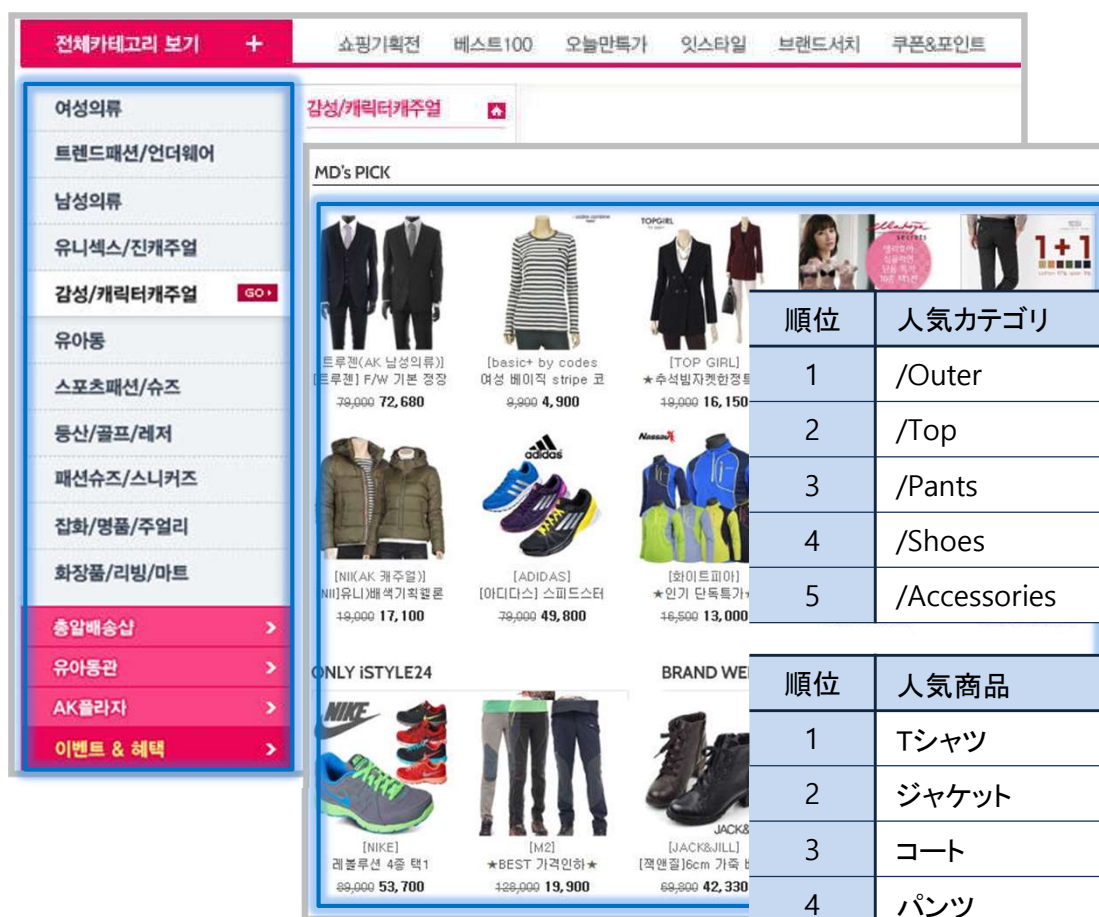 전체카테고리 보기 +
쇼핑기획전 베스트100 오늘만특가 잇스타일 브랜드서치 쿠폰&포인트
여성의류
트렌드패션/언더웨어
남성의류
유니섹스/진캐주얼
감성/캐릭터캐주얼 GO
유아동
스포츠패션/슈즈
등산/골프/레저
패션슈즈/스니커즈
잡화/명품/주얼리
화장품/리빙/마트
총알배송샵 >
유아동관 >
AK플라자 >
이벤트 & 혜택 >
감성/캐릭터캐주얼
MD's PICK
TOPGIRL
secrets
1+1
트루젠(AK 남성의류)]
[트루젠] F/W 기본 정장
79,000 72,680
[basic+ by codes
여성 베이직 stripe 코
9,900 4,900
[TOP GIRL]
★추석빔자켓한정특
19,000 16,150
adidas
Nassau
[NII(AK 캐주얼)]
NII]유니)배색기획웰론
19,000 17,100
[ADIDAS]
[아디다스] 스피드스터
79,000 49,800
[화이트피아]
★인기 단독특가★
16,500 13,000
ONLY iSTYLE24
BRAND WE
NIKE
JACK&
[NIKE]
레볼루션 4종 택1
89,000 53,700
[M2]
★BEST 가격인하★
128,000 19,900
[JACK&JILL]
[잭앤질]6cm 가죽
69,800 42,330
順位 人気カテゴリ
1 /Outer
2 /Top
3 /Pants
4 /Shoes
5 /Accessories
順位 人気商品
1 Tシャツ
2 ジャケット
3 コート
4 パンツ